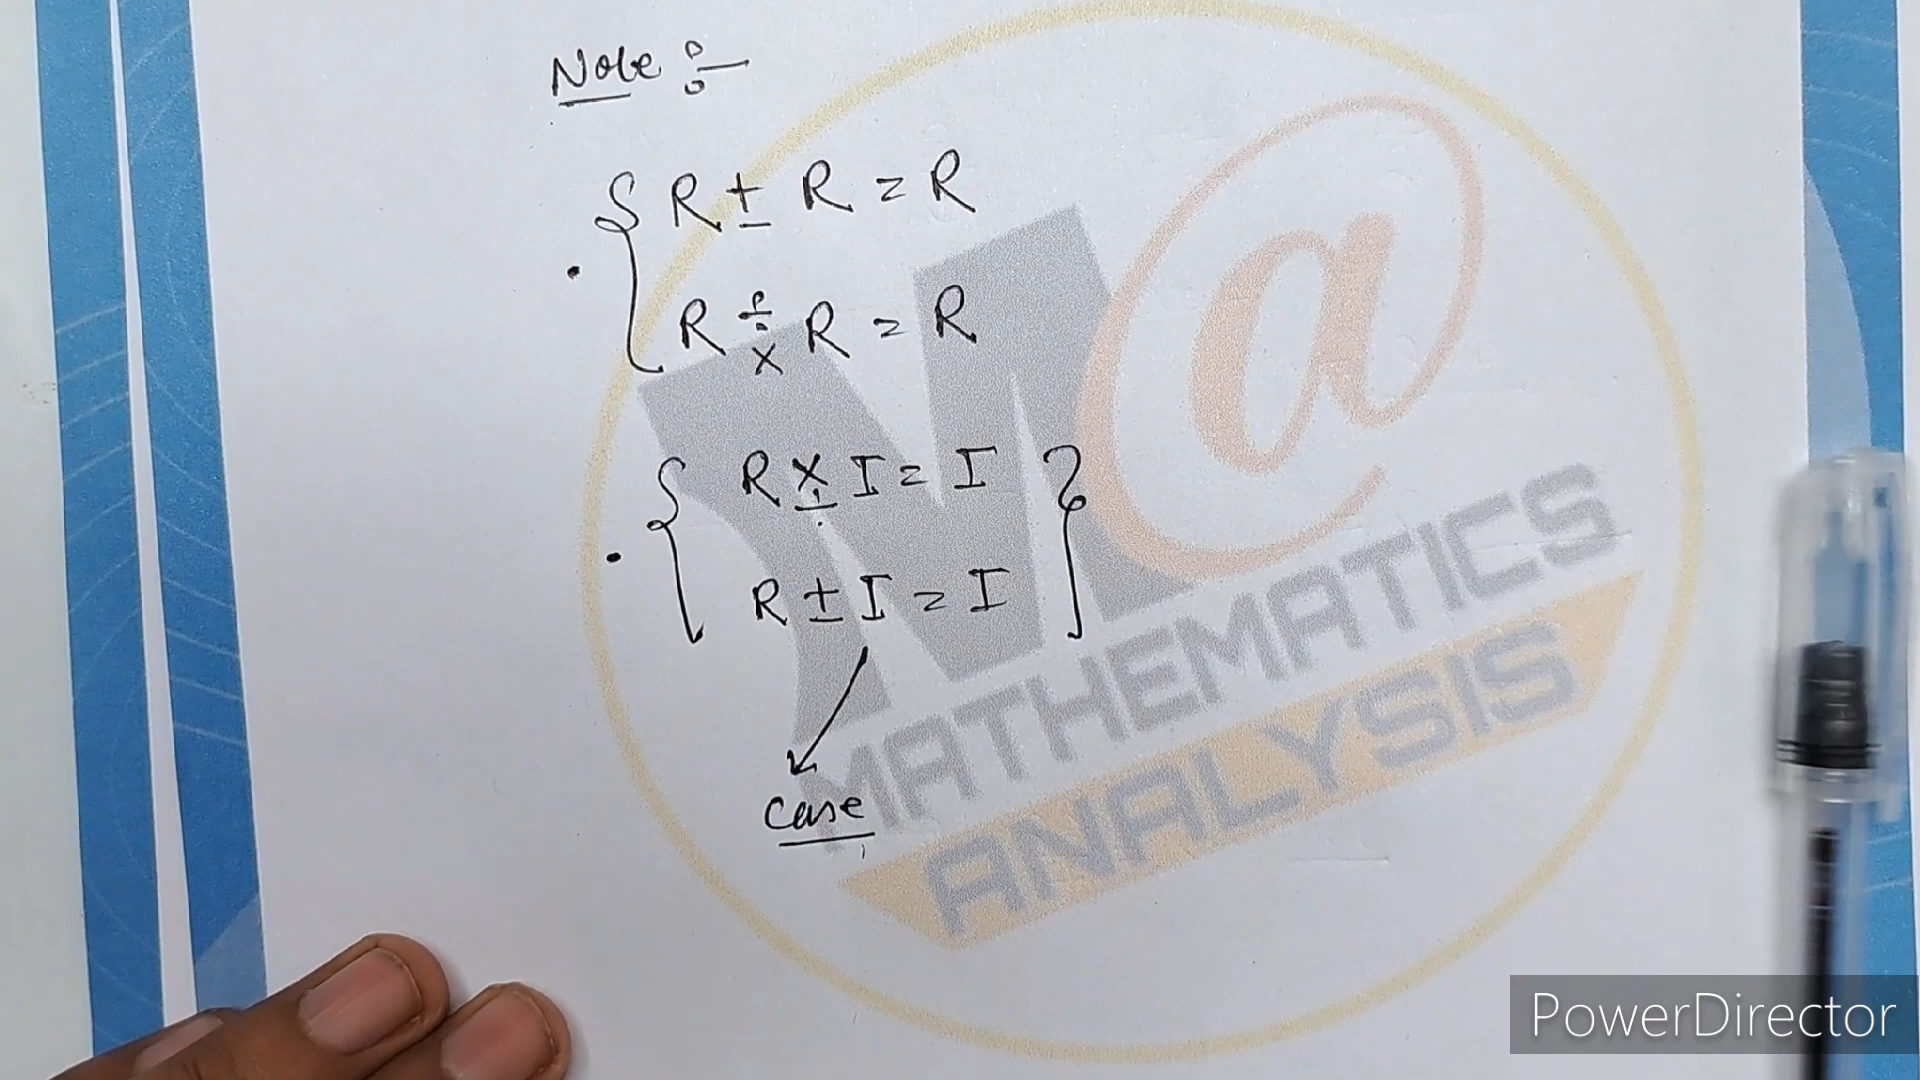 Note :-
R ± R = R
R ÷ × R = R
R × ÷ I = I
R ± I = I
Case
M@
MATHEMATICS
ANALYSIS
PowerDirector